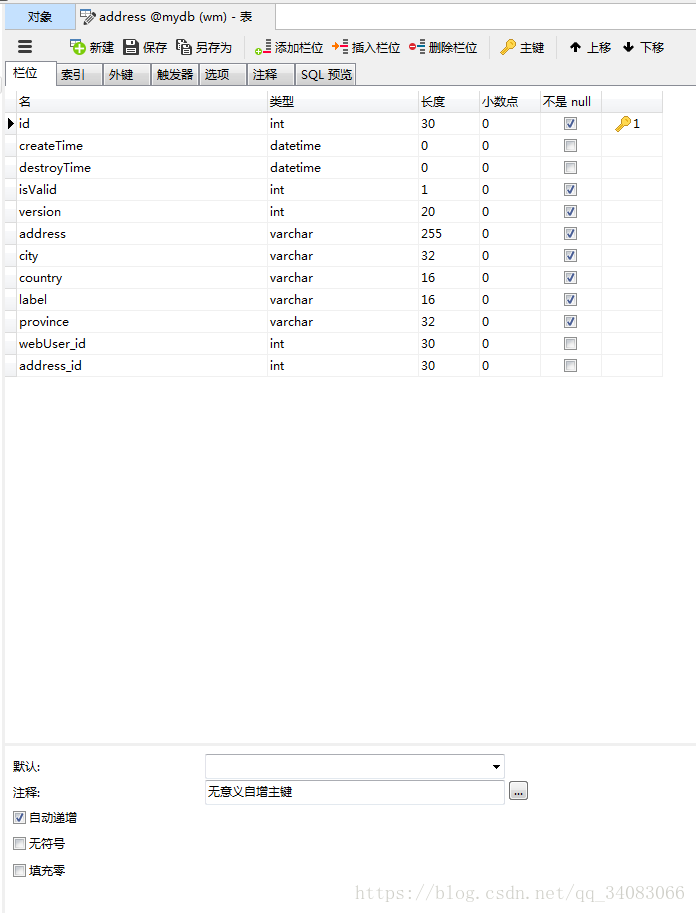 对象 address @mydb (wm) - 表
新建 保存 另存为 添加栏位 插入栏位 删除栏位 主键 上移 下移
栏位 索引 外键 触发器 选项 注释 SQL 预览
名 类型 长度 小数点 不是 null
id int 30 0 1
createTime datetime 0 0
destroyTime datetime 0 0
isValid int 1 0
version int 20 0
address varchar 255 0
city varchar 32 0
country varchar 16 0
label varchar 16 0
province varchar 32 0
webUser_id int 30 0
address_id int 30 0
默认:
注释: 无意义自增主键 ...
自动递增
无符号
填充零
https://blog.csdn.net/qq_34083066